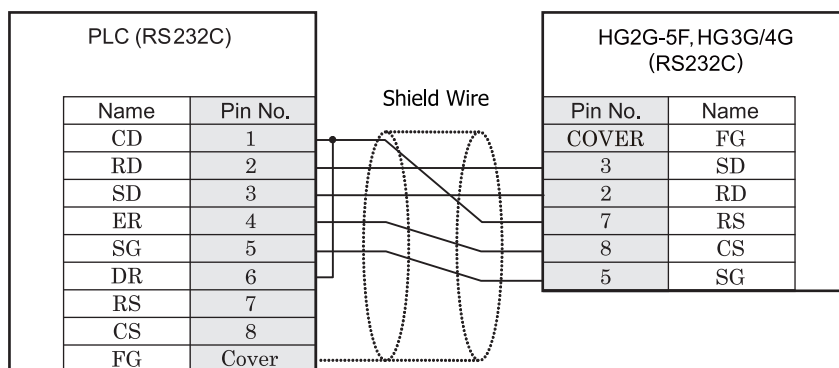 PLC (RS232C)
Name Pin No.
CD 1
RD 2
SD 3
ER 4
SG 5
DR 6
RS 7
CS 8
FG Cover
Shield Wire
HG2G-5F, HG3G/4G
(RS232C)
Pin No. Name
COVER FG
3 SD
2 RD
7 RS
8 CS
5 SG